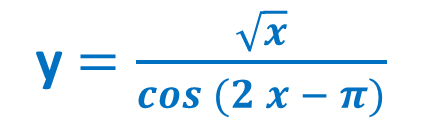 y = √x / cos (2 x − π)